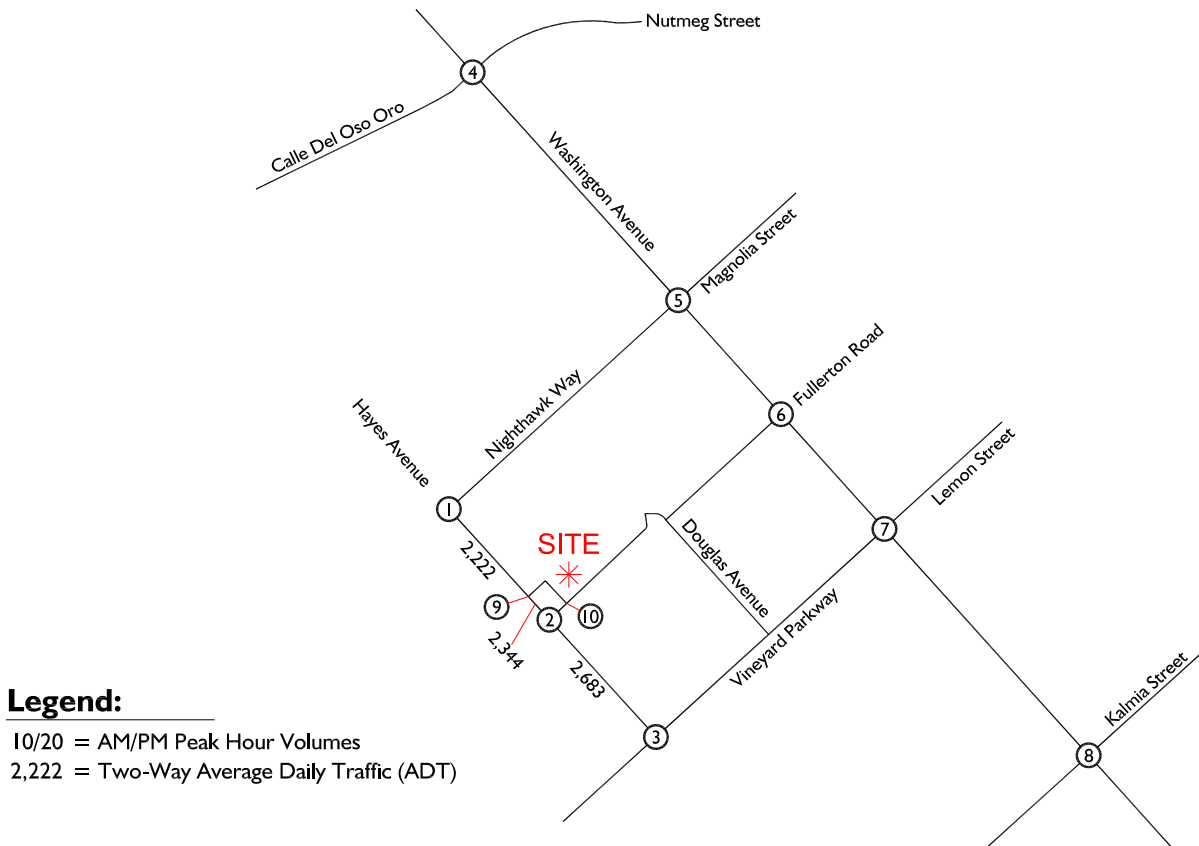 Nutmeg Street
4
Calle Del Oso Oro
Washington Avenue
Magnolia Street
5
Fullerton Road
6
Nighthawk Way
Hayes Avenue
Lemon Street
1
7
SITE
Douglas Avenue
2,222
9
2
10
2,344
2,683
Vineyard Parkway
Kalmia Street
3
8
Legend:
10/20 = AM/PM Peak Hour Volumes
2,222 = Two-Way Average Daily Traffic (ADT)